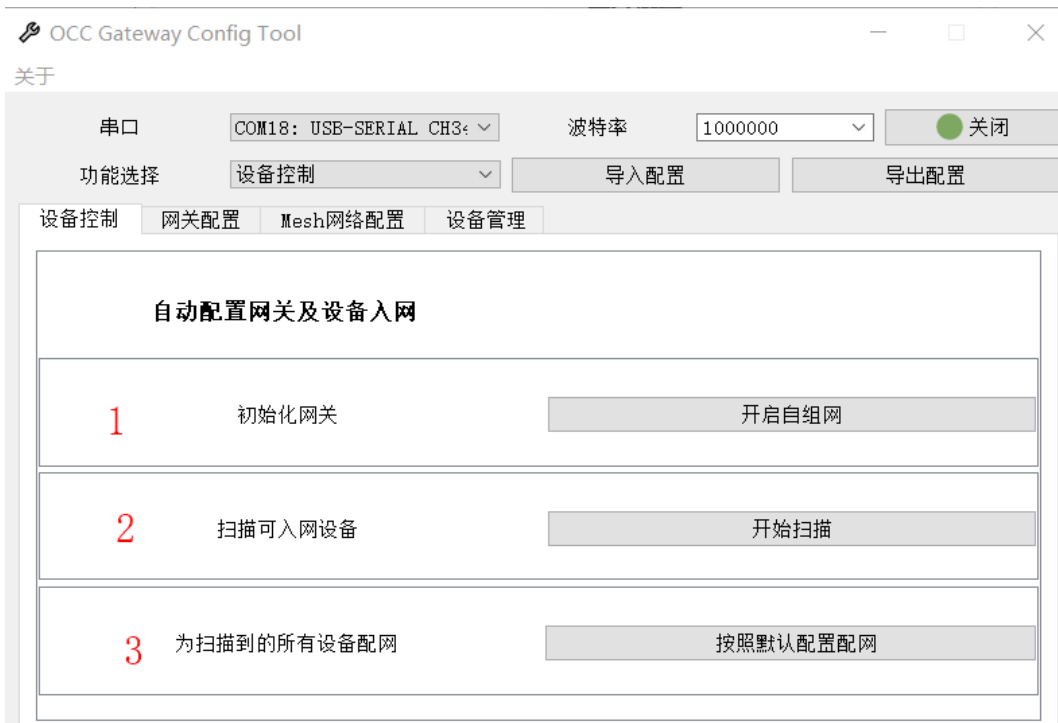 OCC Gateway Config Tool
关于
串口 COM18: USB-SERIAL CH34 波特率 1000000 关闭
功能选择 设备控制 导入配置 导出配置
设备控制 网关配置 Mesh网络配置 设备管理
自动配置网关及设备入网
1 初始化网关 开启自组网
2 扫描可入网设备 开始扫描
3 为扫描到的所有设备配网 按照默认配置配网